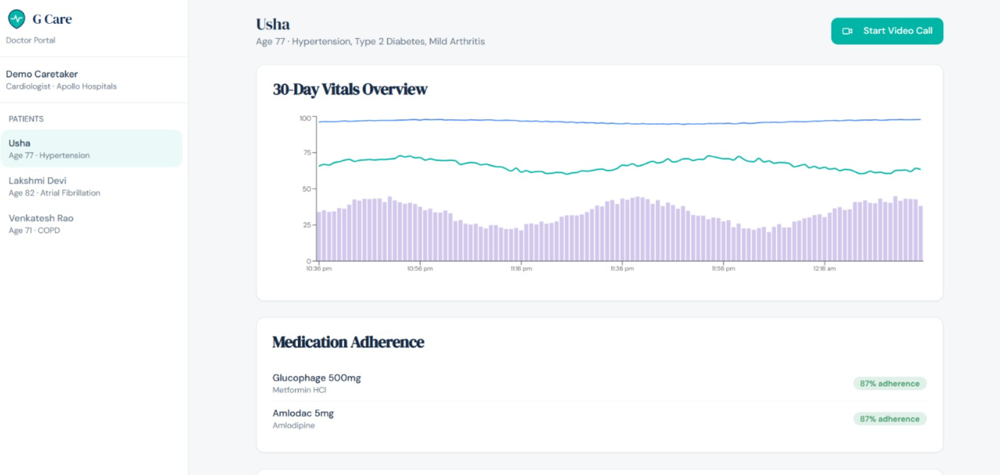 G Care
Doctor Portal
Demo Caretaker
Cardiologist · Apollo Hospitals
PATIENTS
Usha
Age 77 · Hypertension
Lakshmi Devi
Age 82 · Atrial Fibrillation
Venkatesh Rao
Age 71 · COPD
Usha
Age 77 · Hypertension, Type 2 Diabetes, Mild Arthritis
Start Video Call
30-Day Vitals Overview
100
75
50
25
0
10:36 pm 10:56 pm 11:16 pm 11:36 pm 11:56 pm 12:16 am
Medication Adherence
Glucophage 500mg
Metformin HCl
87% adherence
Amlodac 5mg
Amlodipine
87% adherence